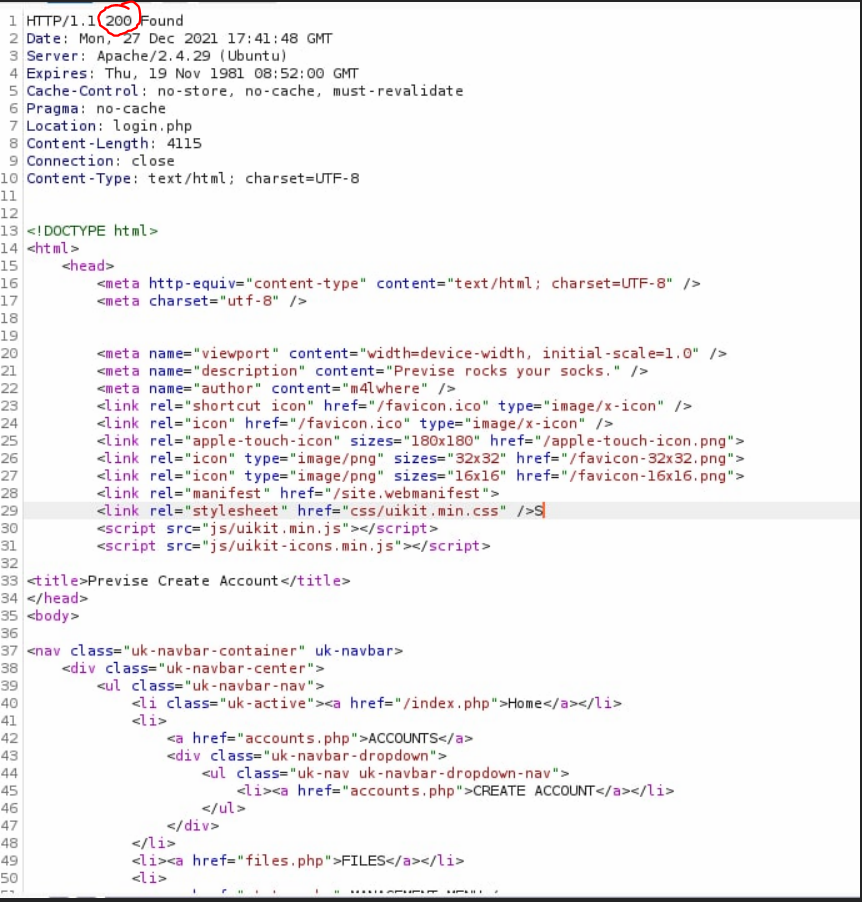 1 HTTP/1.1 200 Found
2 Date: Mon, 27 Dec 2021 17:41:48 GMT
3 Server: Apache/2.4.29 (Ubuntu)
4 Expires: Thu, 19 Nov 1981 08:52:00 GMT
5 Cache-Control: no-store, no-cache, must-revalidate
6 Pragma: no-cache
7 Location: login.php
8 Content-Length: 4115
9 Connection: close
10 Content-Type: text/html; charset=UTF-8
11
12
13 <!DOCTYPE html>
14 <html>
15     <head>
16         <meta http-equiv="content-type" content="text/html; charset=UTF-8" />
17         <meta charset="utf-8" />
18
19
20         <meta name="viewport" content="width=device-width, initial-scale=1.0" />
21         <meta name="description" content="Previse rocks your socks." />
22         <meta name="author" content="m4lwhere" />
23         <link rel="shortcut icon" href="/favicon.ico" type="image/x-icon" />
24         <link rel="icon" href="/favicon.ico" type="image/x-icon" />
25         <link rel="apple-touch-icon" sizes="180x180" href="/apple-touch-icon.png">
26         <link rel="icon" type="image/png" sizes="32x32" href="/favicon-32x32.png">
27         <link rel="icon" type="image/png" sizes="16x16" href="/favicon-16x16.png">
28         <link rel="manifest" href="/site.webmanifest">
29         <link rel="stylesheet" href="css/uikit.min.css" />S
30         <script src="js/uikit.min.js"></script>
31         <script src="js/uikit-icons.min.js"></script>
32
33 <title>Previse Create Account</title>
34 </head>
35 <body>
36
37 <nav class="uk-navbar-container" uk-navbar>
38     <div class="uk-navbar-center">
39         <ul class="uk-navbar-nav">
40             <li class="uk-active"><a href="/index.php">Home</a></li>
41             <li>
42                 <a href="accounts.php">ACCOUNTS</a>
43                 <div class="uk-navbar-dropdown">
44                     <ul class="uk-nav uk-navbar-dropdown-nav">
45                         <li><a href="accounts.php">CREATE ACCOUNT</a></li>
46                     </ul>
47                 </div>
48             </li>
49             <li><a href="files.php">FILES</a></li>
50             <li>